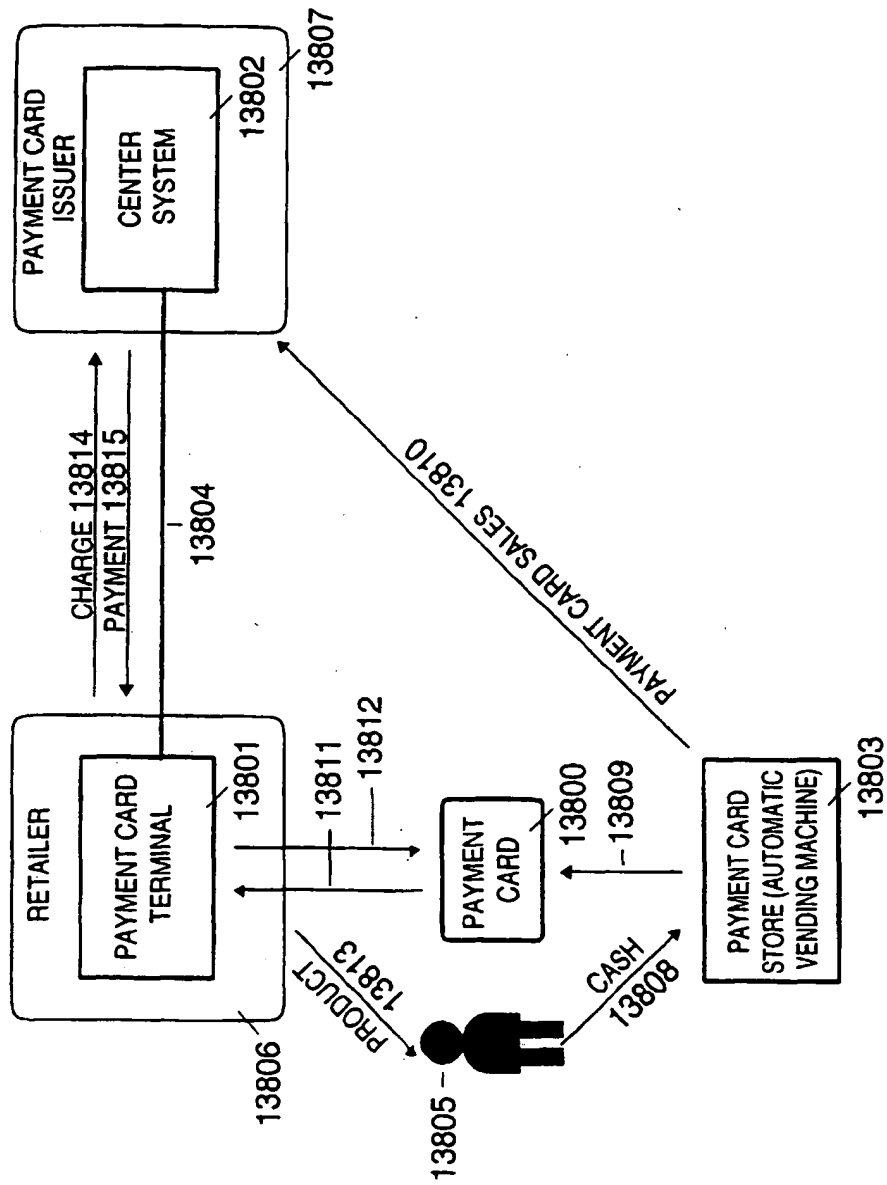 PAYMENT CARD
ISSUER
CENTER
SYSTEM
13802
13807
CHARGE 13814
PAYMENT 13815
13804
PAYMENT CARD SALES 13810
RETAILER
PAYMENT CARD
TERMINAL
13801
13811
13812
13806
PRODUCT
13813
PAYMENT
CARD
13800
13809
13805
CASH
13808
PAYMENT CARD
STORE (AUTOMATIC
VENDING MACHINE)
13803